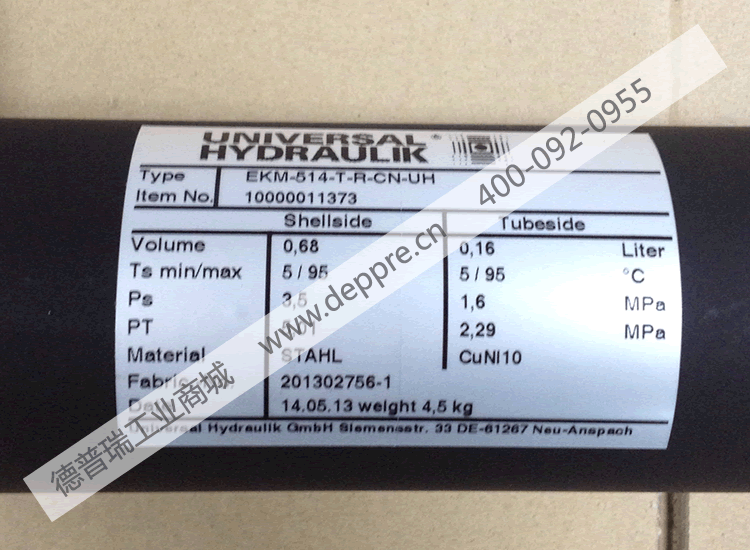 UNIVERSAL
HYDRAULIK
Type EKM-514-T-R-CN-UH
Item No. 10000011373
Shellside Tubeside
Volume 0,68 0,16 Liter
Ts min/max 5 / 95 5 / 95 °C
Ps 3,5 1,6 MPa
PT 2,29 MPa
Material STAHL CuNI10
201302756-1
14.05.13 weight 4,5 kg
Universal Hydraulik GmbH Siemensstr. 33 DE-61267 Neu-Anspach
德普瑞工业商城 www.deppre.cn 400-092-0955